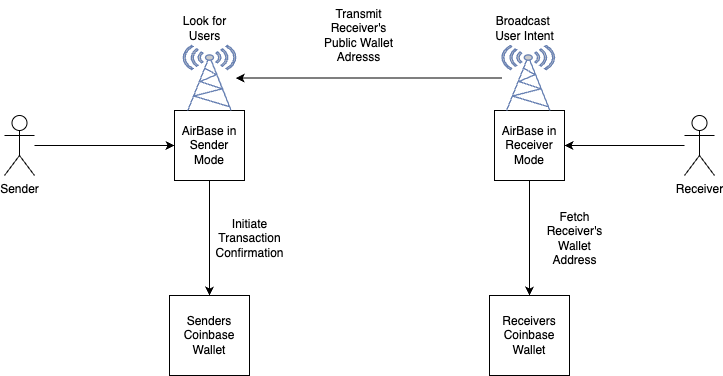 Look for
Users
Transmit
Receiver's
Public Wallet
Adresss
Broadcast
User Intent
AirBase in
Sender
Mode
AirBase in
Receiver
Mode
Sender
Receiver
Initiate
Transaction
Confirmation
Fetch
Receiver's
Wallet
Address
Senders
Coinbase
Wallet
Receivers
Coinbase
Wallet